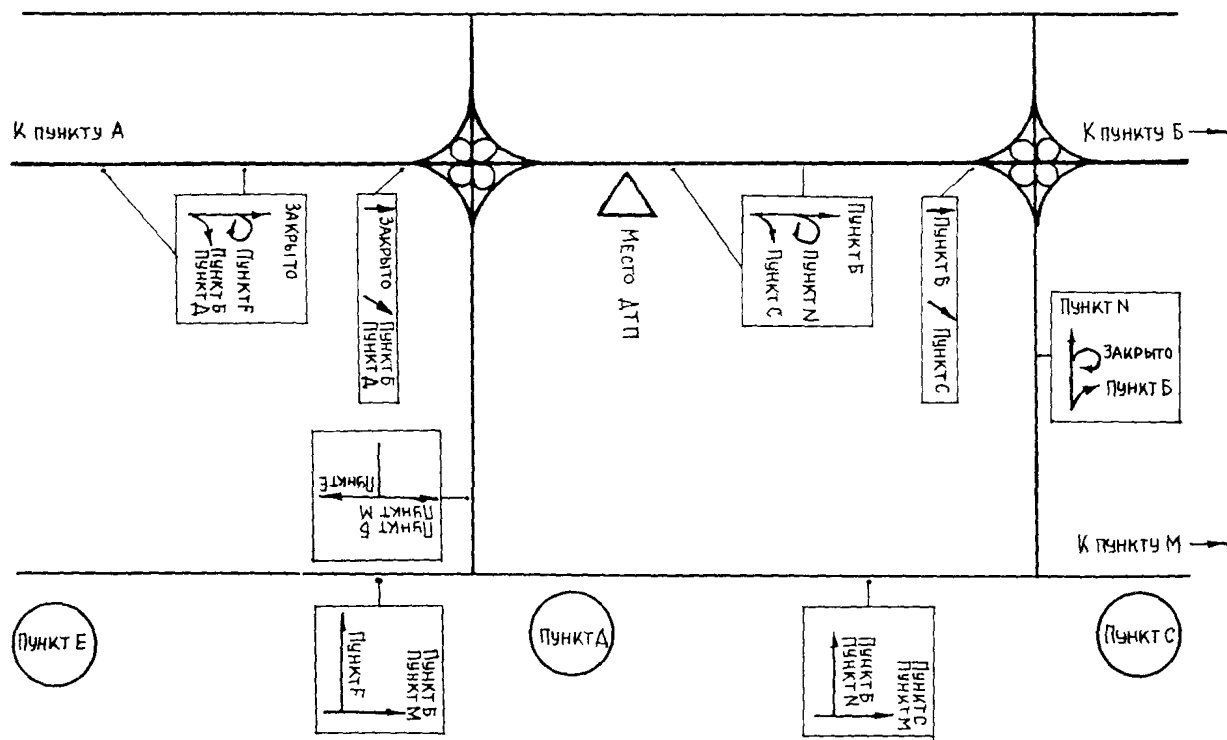 К пункту А
К пункту Б
Закрыто
Пункт F
Пункт Б
Пункт Д
Закрыто
Пункт Б
Пункт Д
Место ДТП
Пункт Б
Пункт N
Пункт С
Пункт Б
Пункт С
Пункт N
Закрыто
Пункт Б
Пункт Е
Пункт М
Пункт Б
К пункту М
Пункт Е
Пункт F
Пункт Б
Пункт М
Пункт Д
Пункт Б
Пункт N
Пункт С
Пункт М
Пункт С